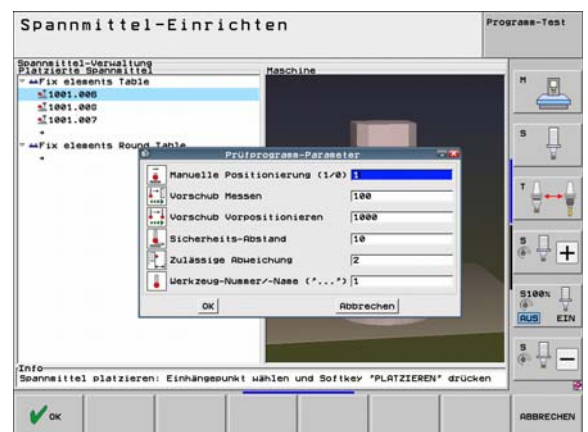 Spannmittel-Einrichten
Programm-Test
Spannmittel-Verwaltung
Platzierte Spannmittel
Maschine
Fix elements Table
1001.006
1001.008
1001.007
Fix elements Round Table
Prüfprogramm-Parameter
Manuelle Positionierung (1/0) 1
Vorschub Messen 100
Vorschub Vorpositionieren 1000
Sicherheits-Abstand 10
Zulässige Abweichung 2
Werkzeug-Nummer/-Name ("...") 1
OK
Abbrechen
Info
Spannmittel platzieren: Einhängepunkt wählen und Softkey "PLATZIEREN" drücken
M
S
T
S
+
S100%
AUS EIN
S
−
OK
ABBRECHEN